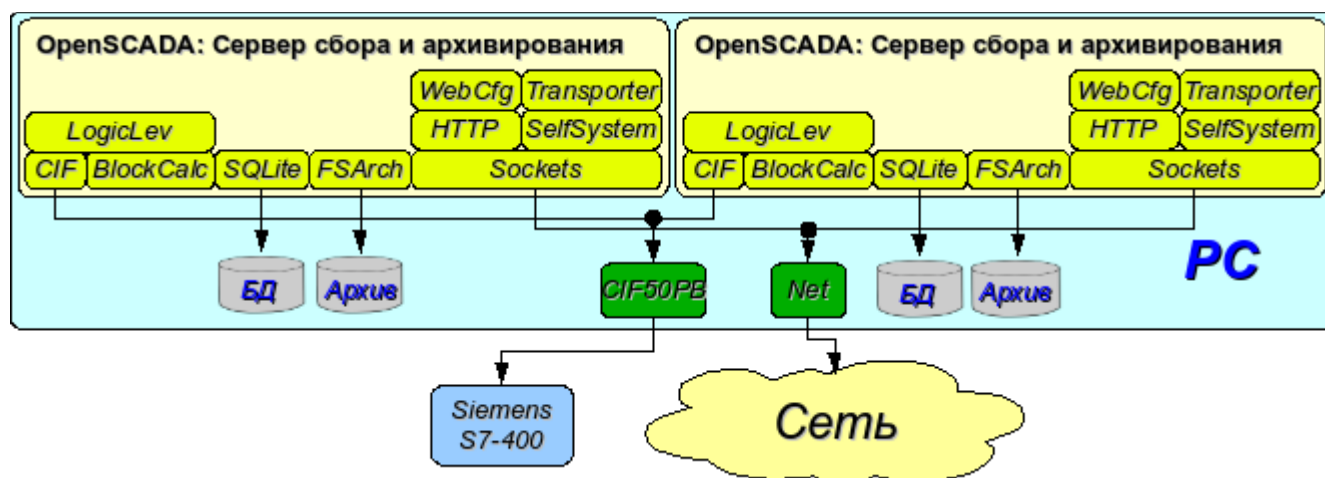 OpenSCADA: Сервер сбора и архивирования
WebCfg Transporter
LogicLev HTTP SelfSystem
CIF BlockCalc SQLite FSArch Sockets
OpenSCADA: Сервер сбора и архивирования
WebCfg Transporter
LogicLev HTTP SelfSystem
CIF BlockCalc SQLite FSArch Sockets
PC
БД Архив CIF50PB Net БД Архив
Siemens
S7-400
Сеть